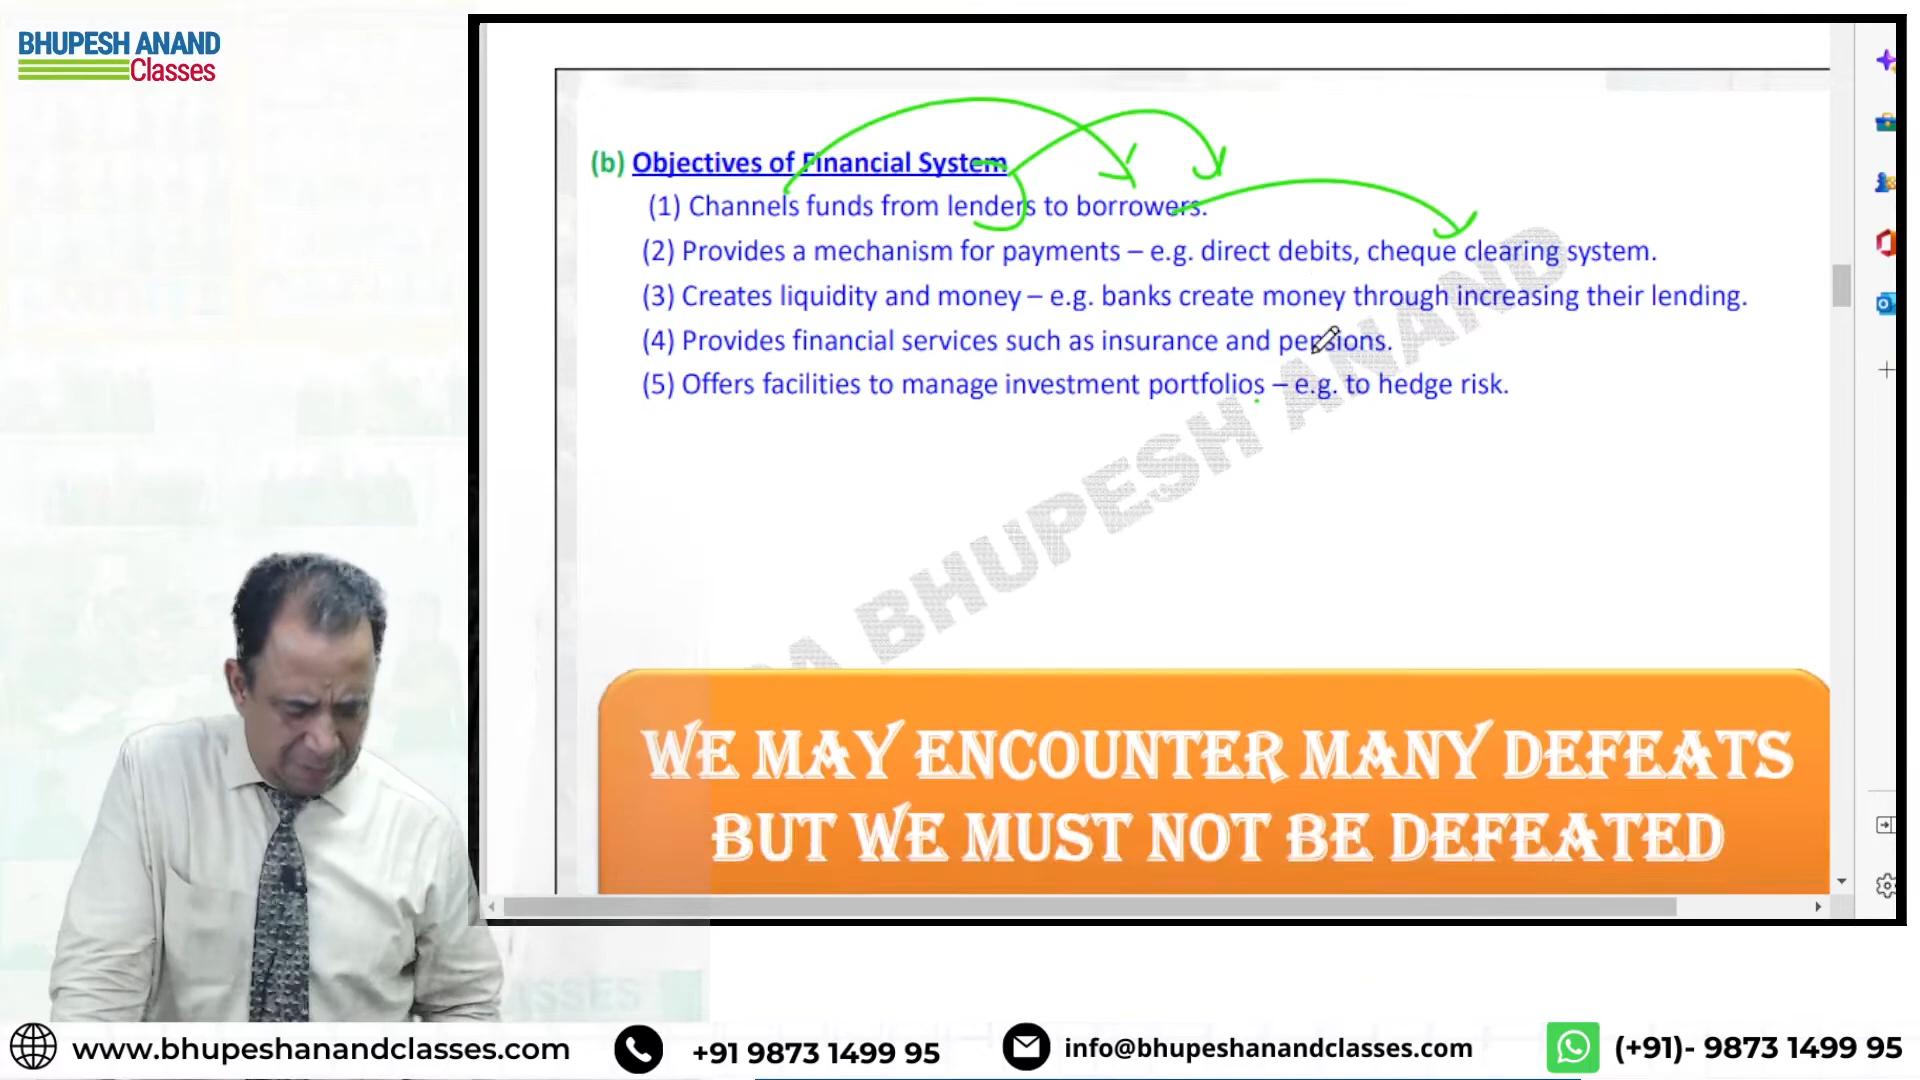 BHUPESH ANAND
Classes
(b) Objectives of Financial System
(1) Channels funds from lenders to borrowers.
(2) Provides a mechanism for payments – e.g. direct debits, cheque clearing system.
(3) Creates liquidity and money – e.g. banks create money through increasing their lending.
(4) Provides financial services such as insurance and pensions.
(5) Offers facilities to manage investment portfolios – e.g. to hedge risk.
BHUPESH ANAND
WE MAY ENCOUNTER MANY DEFEATS
BUT WE MUST NOT BE DEFEATED
www.bhupeshanandclasses.com
+91 9873 1499 95
info@bhupeshanandclasses.com
(+91)- 9873 1499 95